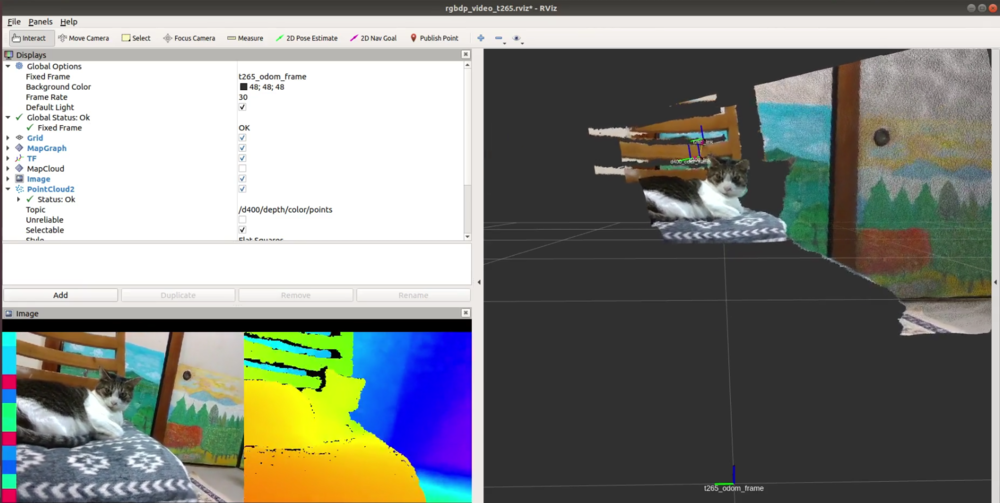 rgbdp_video_t265.rviz* - RViz
File Panels Help
Interact Move Camera Select Focus Camera Measure 2D Pose Estimate 2D Nav Goal Publish Point
Displays
Global Options
Fixed Frame t265_odom_frame
Background Color 48; 48; 48
Frame Rate 30
Default Light
Global Status: Ok
Fixed Frame OK
Grid
MapGraph
TF
MapCloud
Image
PointCloud2
Status: Ok
Topic /d400/depth/color/points
Unreliable
Selectable
Style Flat Squares
Add Duplicate Remove Rename
Image
t265_odom_frame